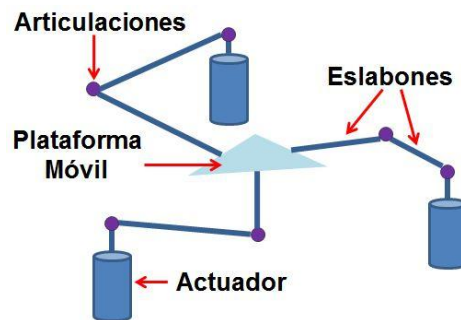 Articulaciones
Eslabones
Plataforma
Móvil
Actuador